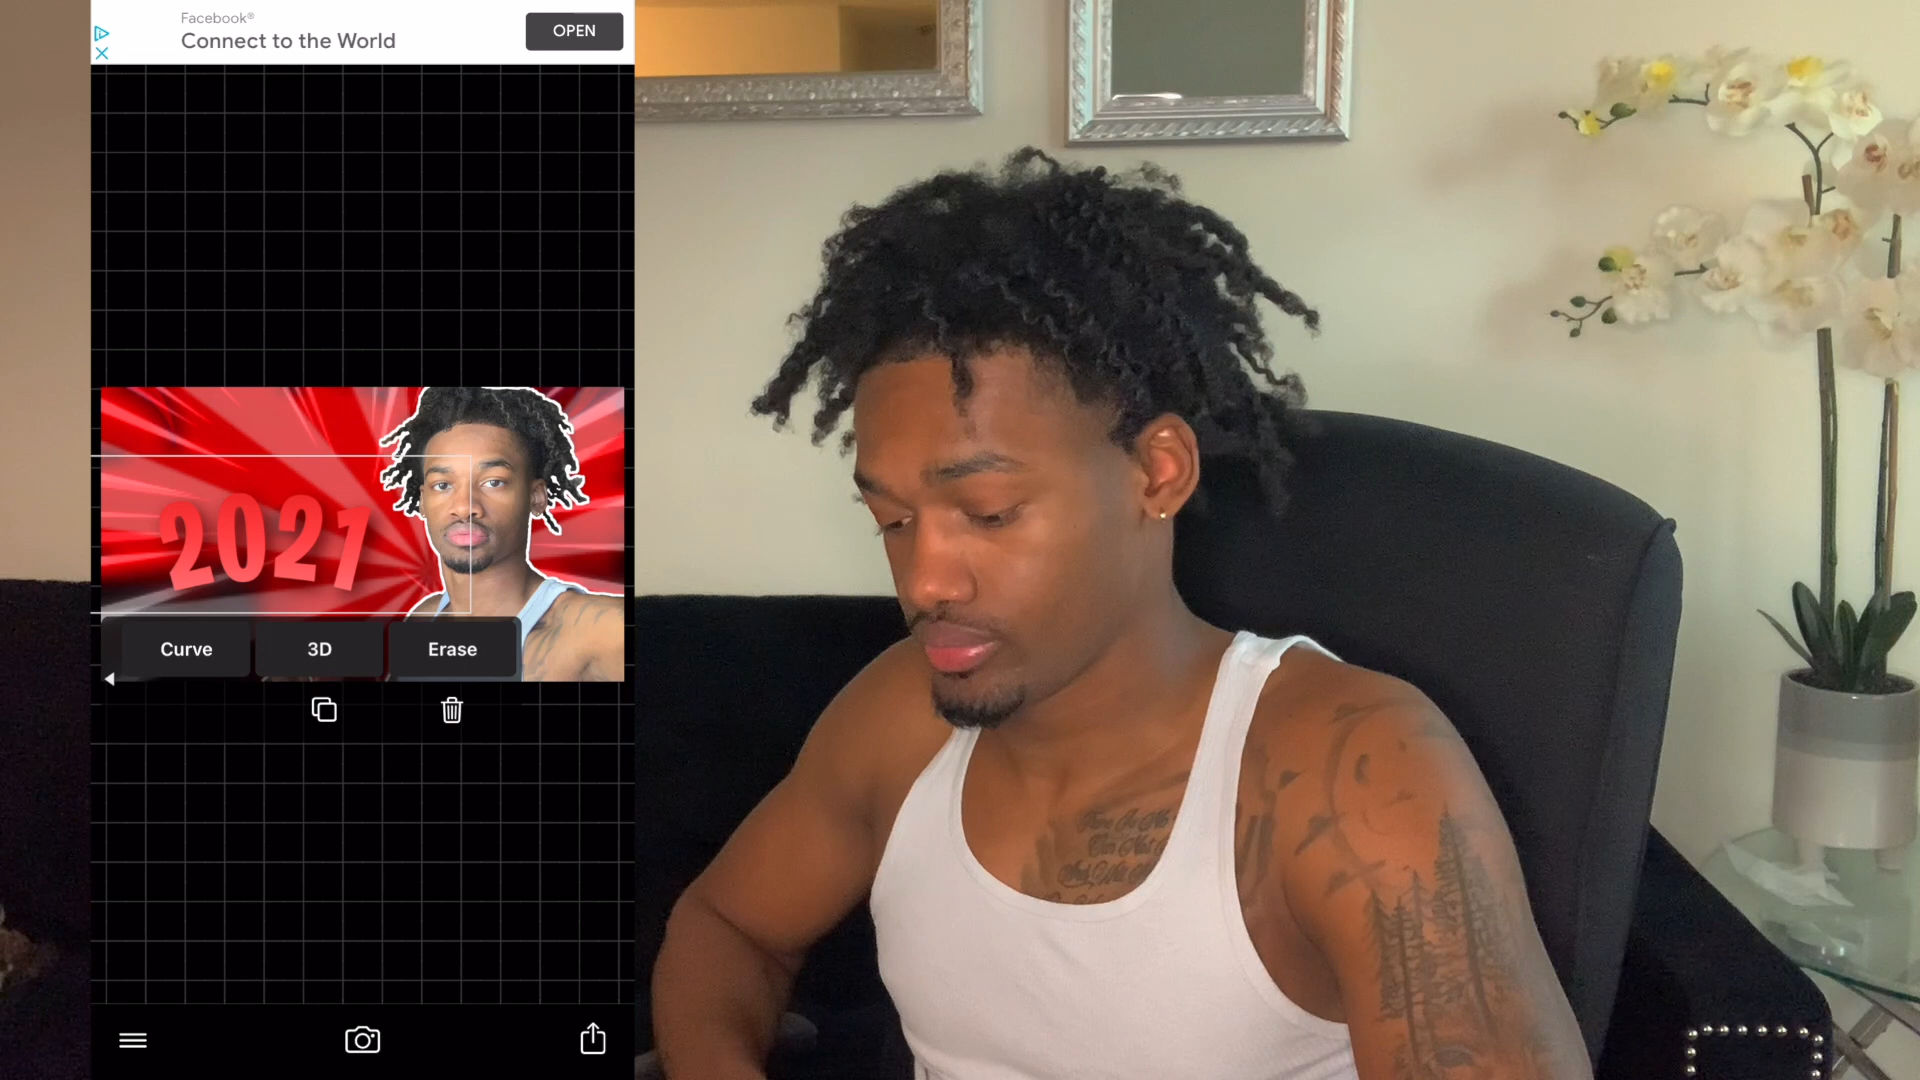 Facebook®
Connect to the World
OPEN
2021
Curve
3D
Erase